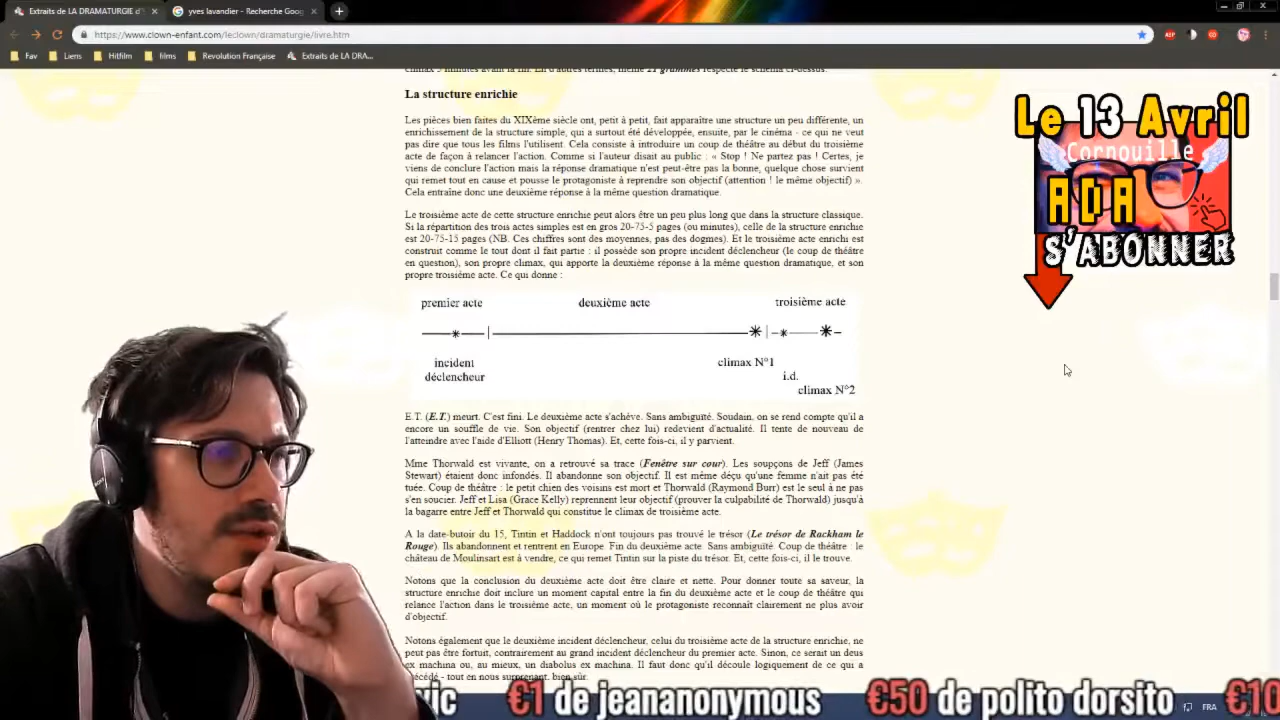 Extraits de LA DRAMATURGIE d'
yves lavandier - Recherche Goog
https://www.clown-enfant.com/leclown/dramaturgie/livre.htm
Fav
Liens
Hitfilm
films
Revolution Française
Extraits de LA DRA...
climax 5 minutes avant la fin. En d'autres termes, même 21 grammes respecte le schéma ci-dessus.
La structure enrichie
Les pièces bien faites du XIXème siècle ont, petit à petit, fait apparaître une structure un peu différente, un
enrichissement de la structure simple, qui a surtout été développée, ensuite, par le cinéma - ce qui ne veut
pas dire que tous les films l'utilisent. Cela consiste à introduire un coup de théâtre au début du troisième
acte de façon à relancer l'action. Comme si l'auteur disait au public : « Stop ! Ne partez pas ! Certes, je
viens de conclure l'action mais la réponse dramatique n'est peut-être pas la bonne, quelque chose survient
qui remet tout en cause et pousse le protagoniste à reprendre son objectif (attention ! le même objectif) ».
Cela entraîne donc une deuxième réponse à la même question dramatique.
Le troisième acte de cette structure enrichie peut alors être un peu plus long que dans la structure classique.
Si la répartition des trois actes simples est en gros 20-75-5 pages (ou minutes), celle de la structure enrichie
est 20-75-15 pages (NB. Ces chiffres sont des moyennes, pas des dogmes). Et le troisième acte enrichi est
construit comme le tout dont il fait partie : il possède son propre incident déclencheur (le coup de théâtre
en question), son propre climax, qui apporte la deuxième réponse à la même question dramatique, et son
propre troisième acte. Ce qui donne :
premier acte
deuxième acte
troisième acte
incident
déclencheur
climax N°1
i.d.
climax N°2
E.T. (E.T.) meurt. C'est fini. Le deuxième acte s'achève. Sans ambiguïté. Soudain, on se rend compte qu'il a
encore un souffle de vie. Son objectif (rentrer chez lui) redevient d'actualité. Il tente de nouveau de
l'atteindre avec l'aide d'Elliott (Henry Thomas). Et, cette fois-ci, il y parvient.
Mme Thorwald est vivante, on a retrouvé sa trace (Fenêtre sur cour). Les soupçons de Jeff (James
Stewart) étaient donc infondés. Il abandonne son objectif. Il est même déçu qu'une femme n'ait pas été
tuée. Coup de théâtre : le petit chien des voisins est mort et Thorwald (Raymond Burr) est le seul à ne pas
s'en soucier. Jeff et Lisa (Grace Kelly) reprennent leur objectif (prouver la culpabilité de Thorwald) jusqu'à
la bagarre entre Jeff et Thorwald qui constitue le climax de troisième acte.
A la date-butoir du 15, Tintin et Haddock n'ont toujours pas trouvé le trésor (Le trésor de Rackham le
Rouge). Ils abandonnent et rentrent en Europe. Fin du deuxième acte. Sans ambiguïté. Coup de théâtre : le
château de Moulinsart est à vendre, ce qui remet Tintin sur la piste du trésor. Et, cette fois-ci, il le trouve.
Notons que la conclusion du deuxième acte doit être claire et nette. Pour donner toute sa saveur, la
structure enrichie doit inclure un moment capital entre la fin du deuxième acte et le coup de théâtre qui
relance l'action dans le troisième acte, un moment où le protagoniste reconnaît clairement ne plus avoir
d'objectif.
Notons également que le deuxième incident déclencheur, celui du troisième acte de la structure enrichie, ne
peut pas être fortuit, contrairement au grand incident déclencheur du premier acte. Sinon, ce serait un deus
ex machina ou, au mieux, un diabolus ex machina. Il faut donc qu'il découle logiquement de ce qui a
précédé - tout en nous surprenant, bien sûr.
Le 13 Avril
Cornouille
ADA
S'ABONNER
sic €1 de jeananonymous €50 de polito dorsito €10
FRA